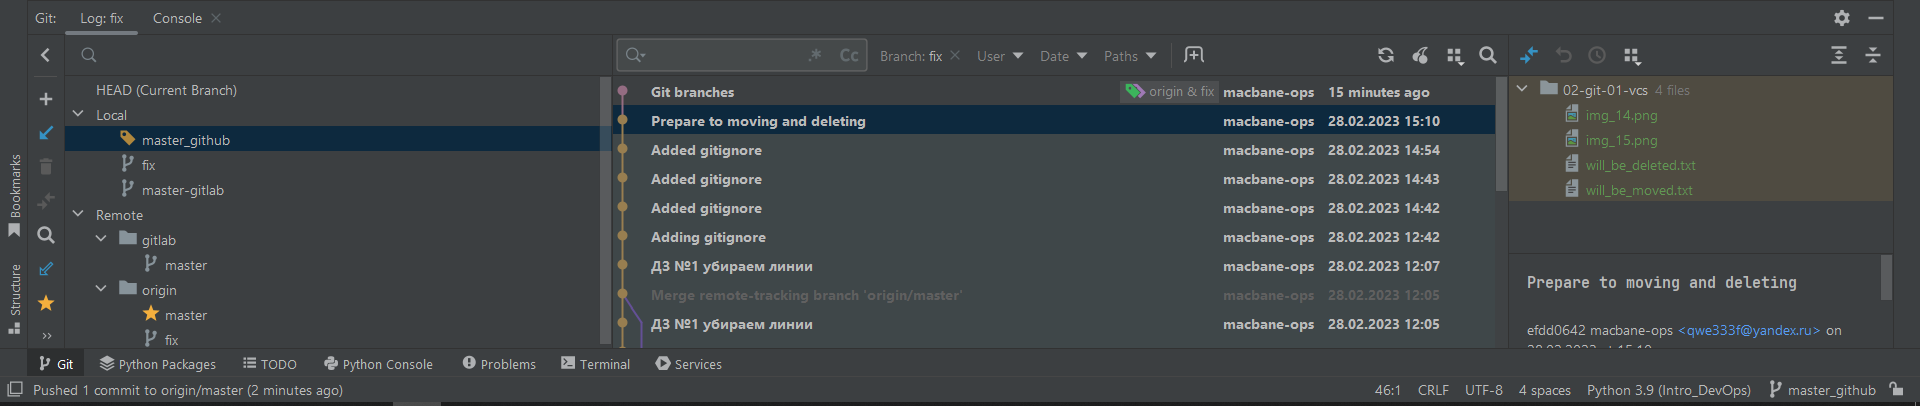 Git: Log: fix Console
Bookmarks
Structure
HEAD (Current Branch)
Local
master_github
fix
master-gitlab
Remote
gitlab
master
origin
master
fix
.* Cc Branch: fix User Date Paths
Git branches origin & fix macbane-ops 15 minutes ago
Prepare to moving and deleting macbane-ops 28.02.2023 15:10
Added gitignore macbane-ops 28.02.2023 14:54
Added gitignore macbane-ops 28.02.2023 14:43
Added gitignore macbane-ops 28.02.2023 14:42
Adding gitignore macbane-ops 28.02.2023 12:42
ДЗ №1 убираем линии macbane-ops 28.02.2023 12:07
Merge remote-tracking branch 'origin/master' macbane-ops 28.02.2023 12:05
ДЗ №1 убираем линии macbane-ops 28.02.2023 12:05
02-git-01-vcs 4 files
img_14.png
img_15.png
will_be_deleted.txt
will_be_moved.txt
Prepare to moving and deleting
efdd0642 macbane-ops <qwe333f@yandex.ru> on
Git Python Packages TODO Python Console Problems Terminal Services
Pushed 1 commit to origin/master (2 minutes ago) 46:1 CRLF UTF-8 4 spaces Python 3.9 (Intro_DevOps) master_github